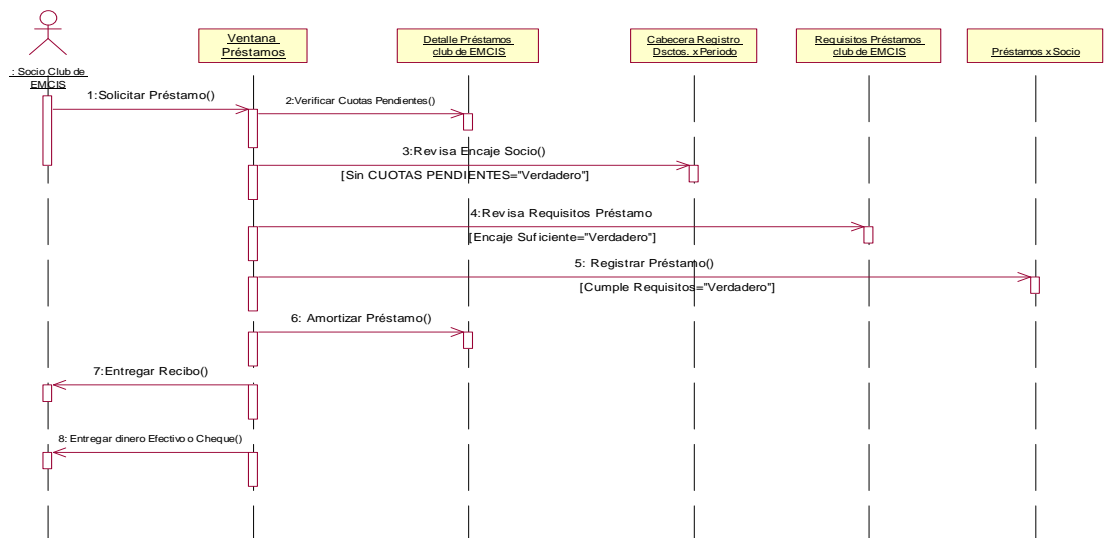 : Socio Club de
EMCIS
Ventana
Préstamos
Detalle Préstamos
club de EMCIS
Cabecera Registro
Dsctos. x Periodo
Requisitos Préstamos
club de EMCIS
Préstamos x Socio
1:Solicitar Préstamo()
2:Verificar Cuotas Pendientes()
3:Revisa Encaje Socio()
[Sin CUOTAS PENDIENTES="Verdadero"]
4:Revisa Requisitos Préstamo
[Encaje Suficiente="Verdadero"]
5: Registrar Préstamo()
[Cumple Requisitos="Verdadero"]
6: Amortizar Préstamo()
7:Entregar Recibo()
8: Entregar dinero Efectivo o Cheque()